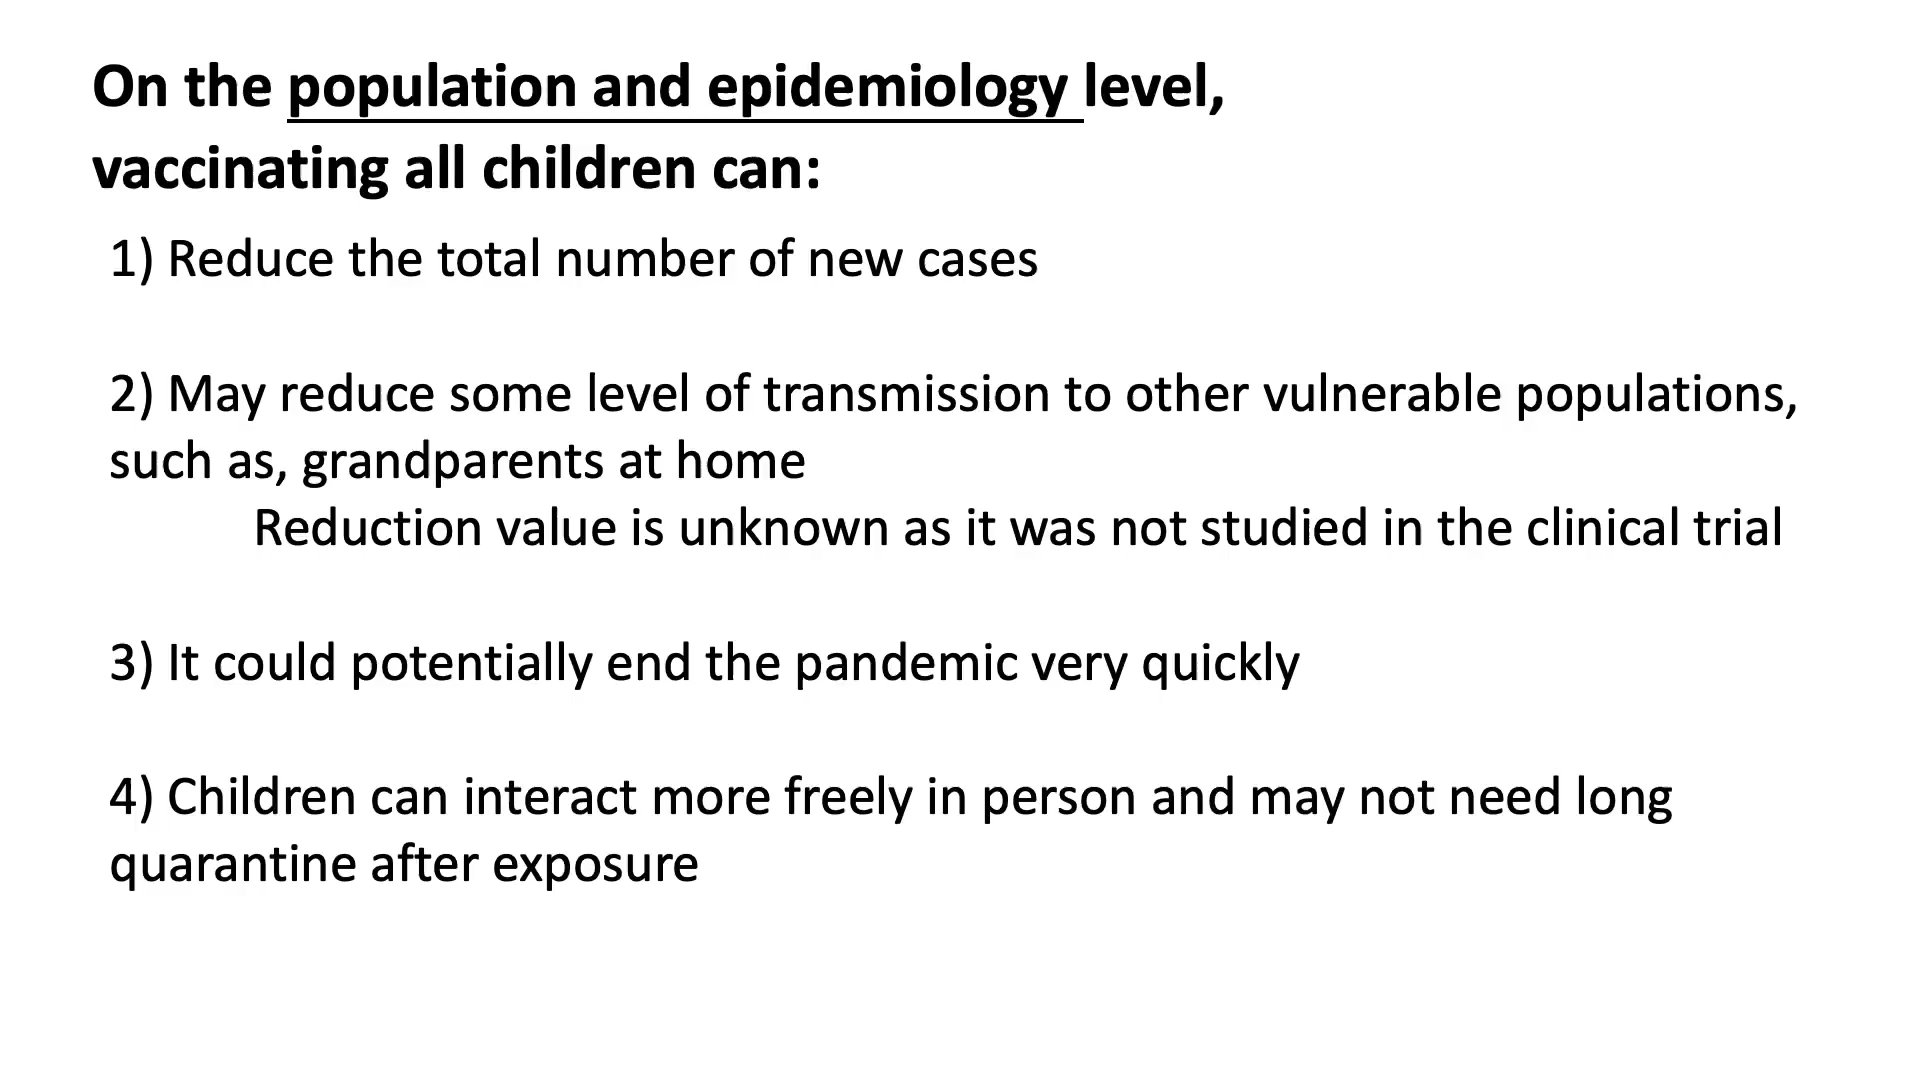 On the population and epidemiology level,
vaccinating all children can:
1) Reduce the total number of new cases
2) May reduce some level of transmission to other vulnerable populations,
such as, grandparents at home
Reduction value is unknown as it was not studied in the clinical trial
3) It could potentially end the pandemic very quickly
4) Children can interact more freely in person and may not need long
quarantine after exposure